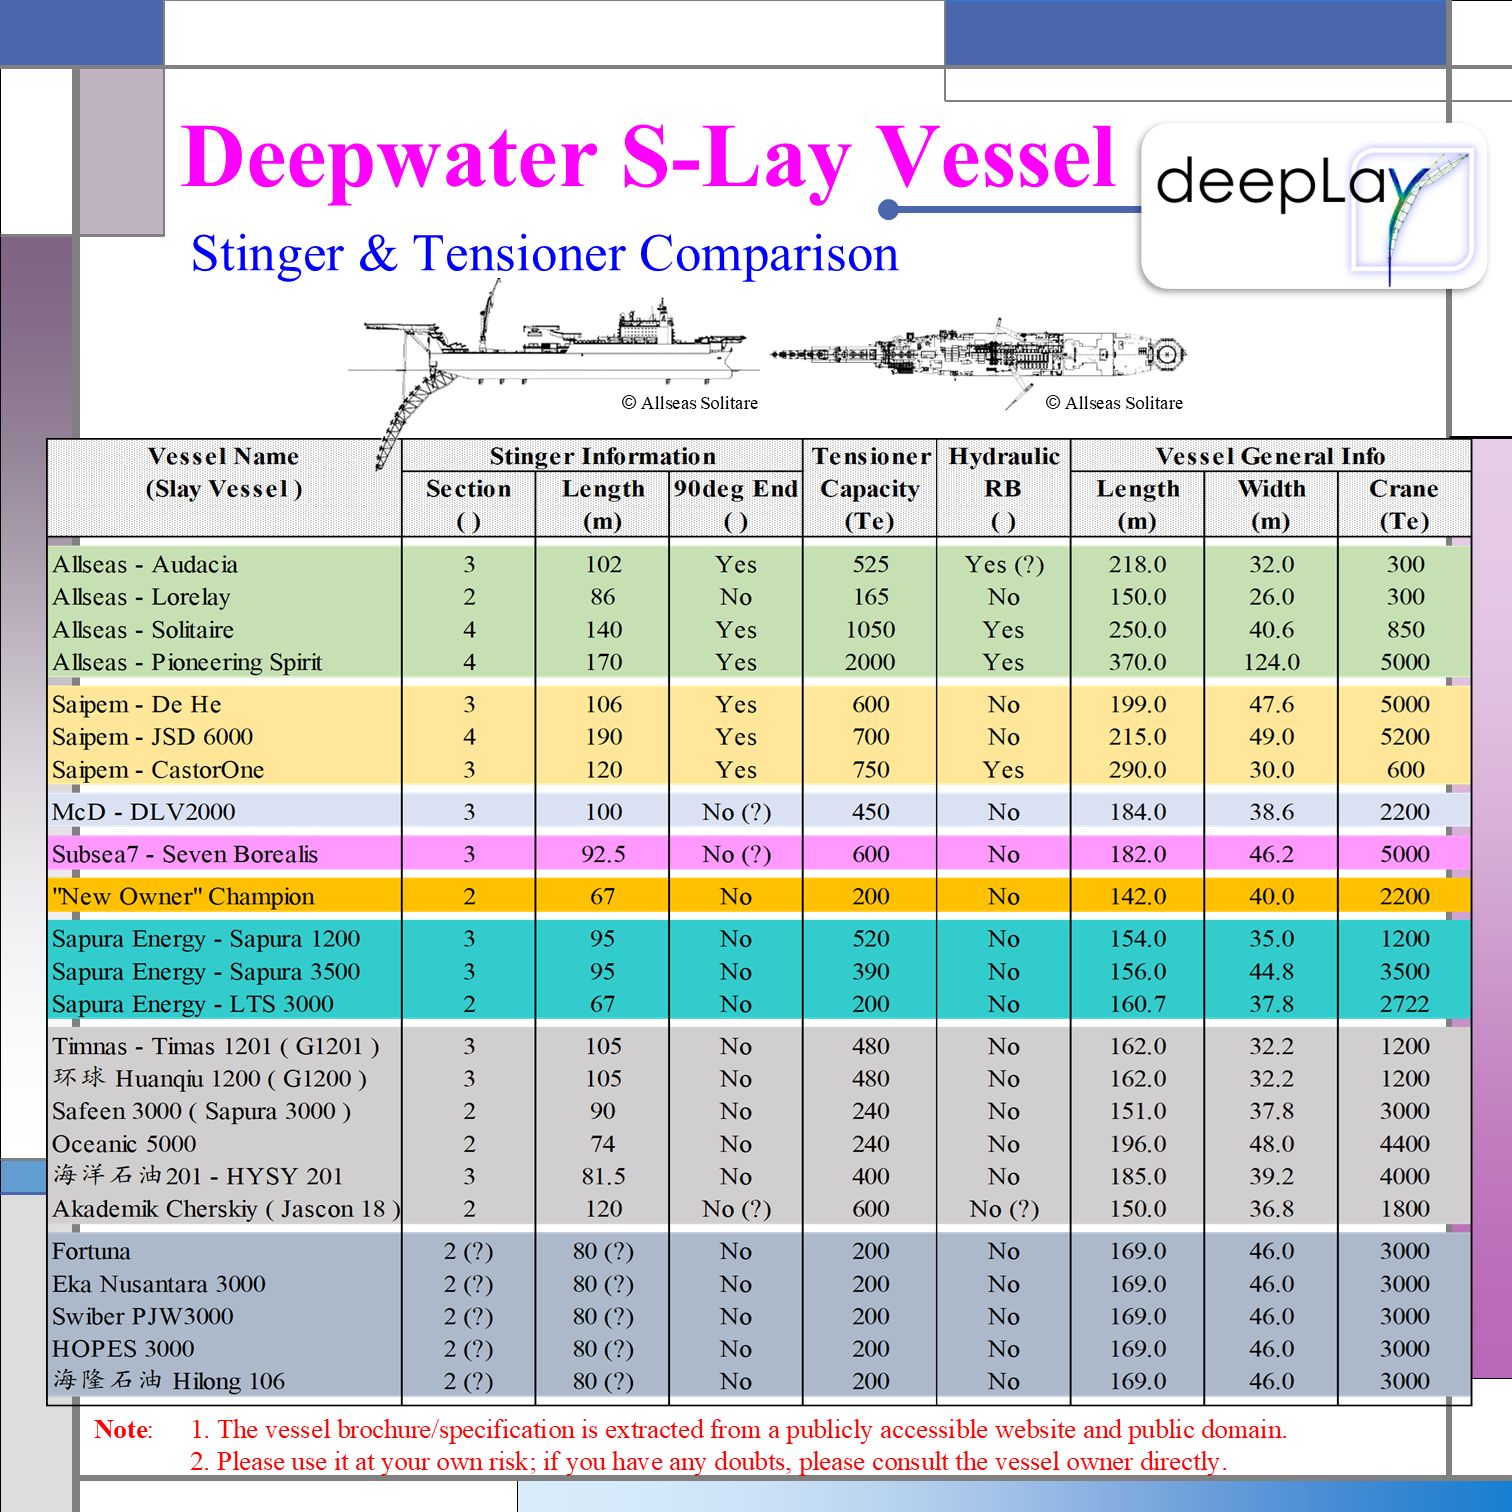 Deepwater S-Lay Vessel
deepLay
Stinger & Tensioner Comparison
© Allseas Solitare © Allseas Solitare
Vessel Name Stinger Information Tensioner Hydraulic Vessel General Info
(Slay Vessel) Section Length 90deg End Capacity RB Length Width Crane
( ) (m) ( ) (Te) ( ) (m) (m) (Te)
Allseas - Audacia 3 102 Yes 525 Yes (?) 218.0 32.0 300
Allseas - Lorelay 2 86 No 165 No 150.0 26.0 300
Allseas - Solitaire 4 140 Yes 1050 Yes 250.0 40.6 850
Allseas - Pioneering Spirit 4 170 Yes 2000 Yes 370.0 124.0 5000
Saipem - De He 3 106 Yes 600 No 199.0 47.6 5000
Saipem - JSD 6000 4 190 Yes 700 No 215.0 49.0 5200
Saipem - CastorOne 3 120 Yes 750 Yes 290.0 30.0 600
McD - DLV2000 3 100 No (?) 450 No 184.0 38.6 2200
Subsea7 - Seven Borealis 3 92.5 No (?) 600 No 182.0 46.2 5000
"New Owner" Champion 2 67 No 200 No 142.0 40.0 2200
Sapura Energy - Sapura 1200 3 95 No 520 No 154.0 35.0 1200
Sapura Energy - Sapura 3500 3 95 No 390 No 156.0 44.8 3500
Sapura Energy - LTS 3000 2 67 No 200 No 160.7 37.8 2722
Timnas - Timas 1201 ( G1201 ) 3 105 No 480 No 162.0 32.2 1200
环球 Huanqiu 1200 ( G1200 ) 3 105 No 480 No 162.0 32.2 1200
Safeen 3000 ( Sapura 3000 ) 2 90 No 240 No 151.0 37.8 3000
Oceanic 5000 2 74 No 240 No 196.0 48.0 4400
海洋石油201 - HYSY 201 3 81.5 No 400 No 185.0 39.2 4000
Akademik Cherskiy ( Jascon 18 ) 2 120 No (?) 600 No (?) 150.0 36.8 1800
Fortuna 2 (?) 80 (?) No 200 No 169.0 46.0 3000
Eka Nusantara 3000 2 (?) 80 (?) No 200 No 169.0 46.0 3000
Swiber PJW3000 2 (?) 80 (?) No 200 No 169.0 46.0 3000
HOPES 3000 2 (?) 80 (?) No 200 No 169.0 46.0 3000
海隆石油 Hilong 106 2 (?) 80 (?) No 200 No 169.0 46.0 3000
Note: 1. The vessel brochure/specification is extracted from a publicly accessible website and public domain.
2. Please use it at your own risk; if you have any doubts, please consult the vessel owner directly.